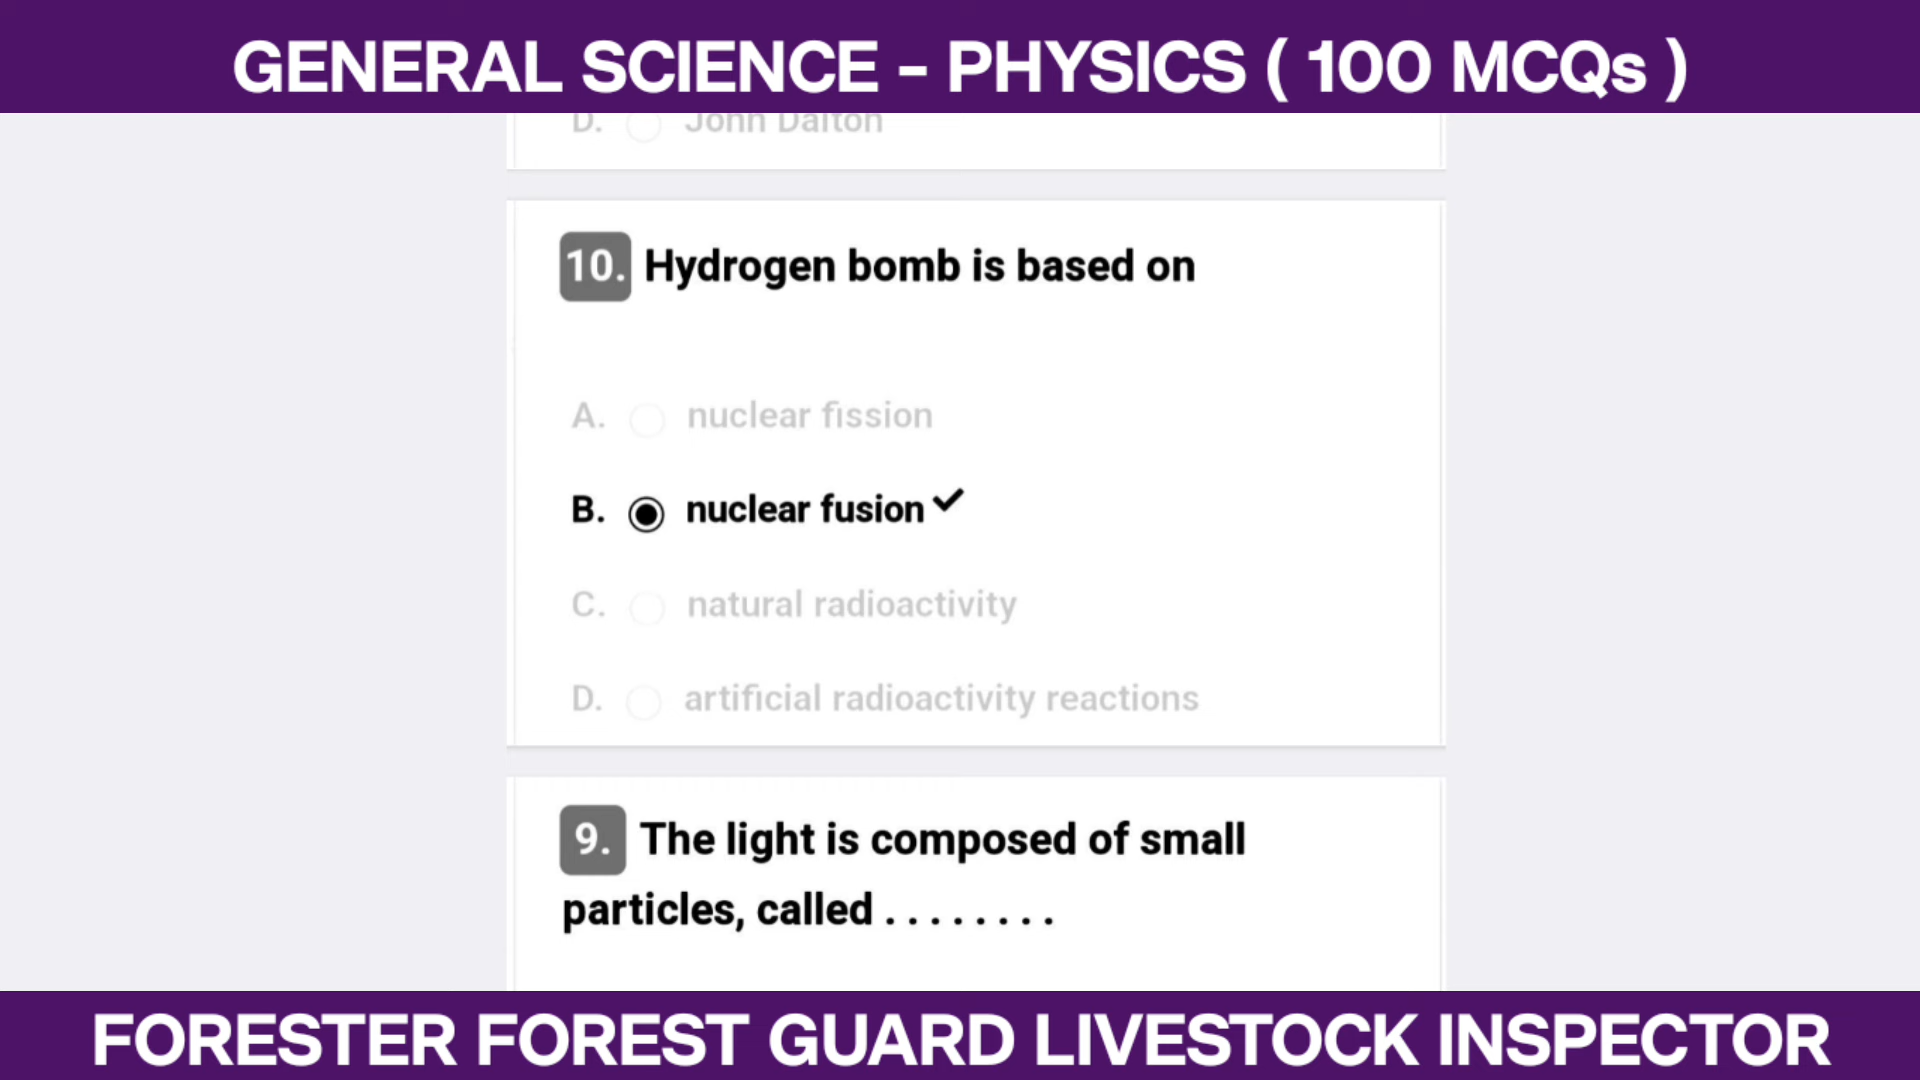 GENERAL SCIENCE - PHYSICS ( 100 MCQs )
D. John Dalton
10. Hydrogen bomb is based on
A. nuclear fission
B. nuclear fusion
C. natural radioactivity
D. artificial radioactivity reactions
9. The light is composed of small
particles, called . . . . . . . .
FORESTER FOREST GUARD LIVESTOCK INSPECTOR